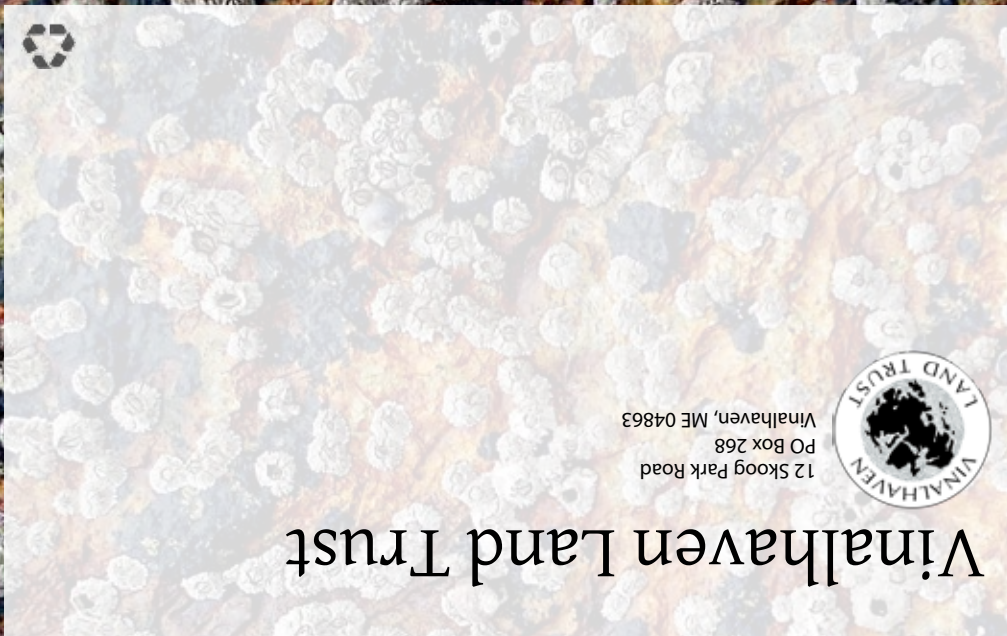 Vinalhaven Land Trust
VINALHAVEN
LAND TRUST
12 Skoog Park Road
PO Box 268
Vinalhaven, ME 04863